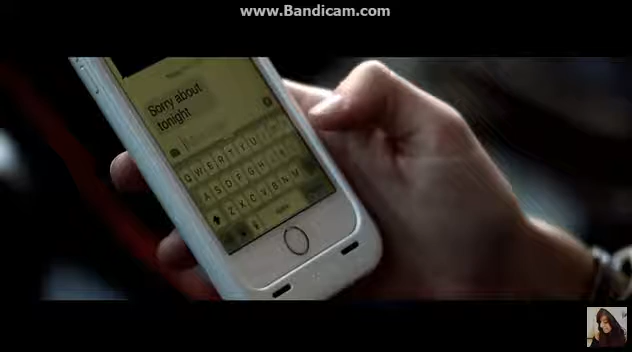 www.Bandicam.com
Sorry about
tonight
Q W E R T Y U
A S D F G H
Z X C V B N M